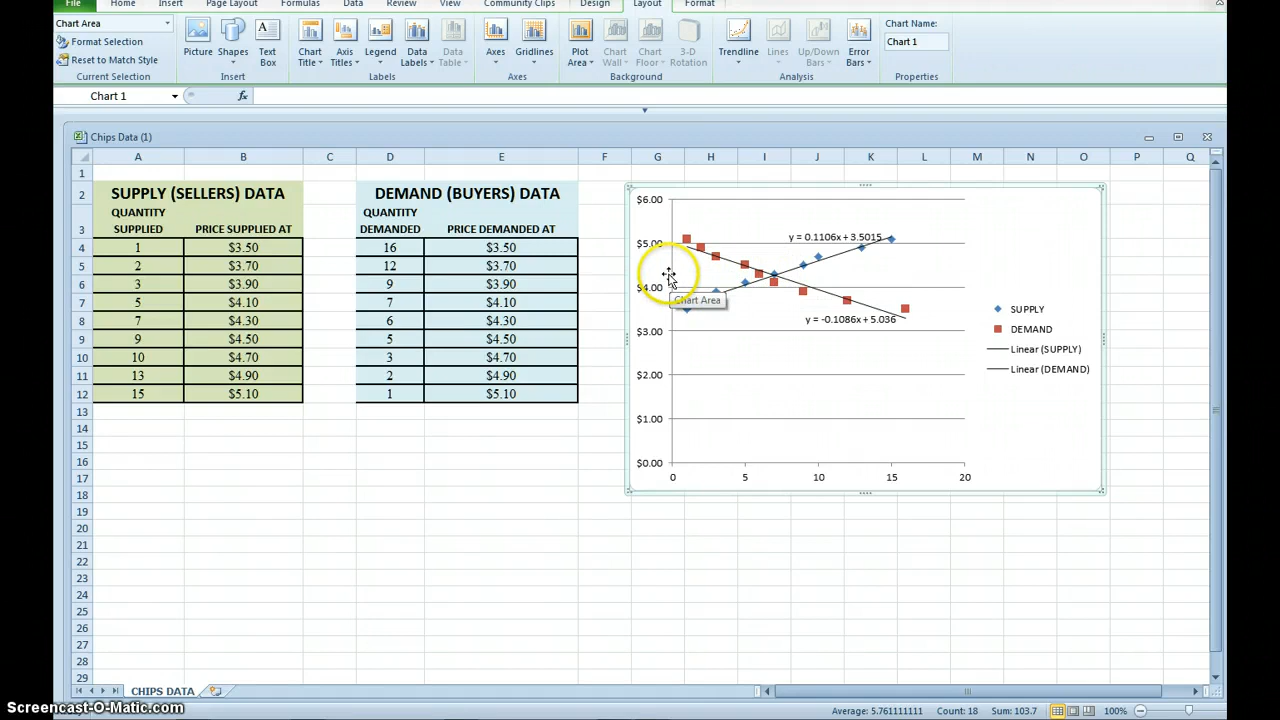 File Home Insert Page Layout Formulas Data Review View Community Clips Design Layout Format
Chart Area Chart Name:
Format Selection Chart 1
Reset to Match Style
Picture Shapes Text Box Chart Title Axis Titles Legend Data Labels Data Table Axes Gridlines Plot Area Chart Wall Chart Floor 3-D Rotation Trendline Lines Up/Down Bars Error Bars
Current Selection Insert Labels Axes Background Analysis Properties
Chart 1 fx
Chips Data (1)
A B C D E F G H I J K L M N O P Q
1
2 SUPPLY (SELLERS) DATA DEMAND (BUYERS) DATA
3 QUANTITY SUPPLIED PRICE SUPPLIED AT QUANTITY DEMANDED PRICE DEMANDED AT
4 1 $3.50 16 $3.50
5 2 $3.70 12 $3.70
6 3 $3.90 9 $3.90
7 5 $4.10 7 $4.10
8 7 $4.30 6 $4.30
9 9 $4.50 5 $4.50
10 10 $4.70 3 $4.70
11 13 $4.90 2 $4.90
12 15 $5.10 1 $5.10
13
14
15
16
17
18
19
20
21
22
23
24
25
26
27
28
29
$6.00
$5.00
$4.00
$3.00
$2.00
$1.00
$0.00
0 5 10 15 20
y = 0.1106x + 3.5015
y = -0.1086x + 5.036
Chart Area
SUPPLY
DEMAND
Linear (SUPPLY)
Linear (DEMAND)
CHIPS DATA
Screencast-O-Matic.com Average: 5.761111111 Count: 18 Sum: 103.7 100%